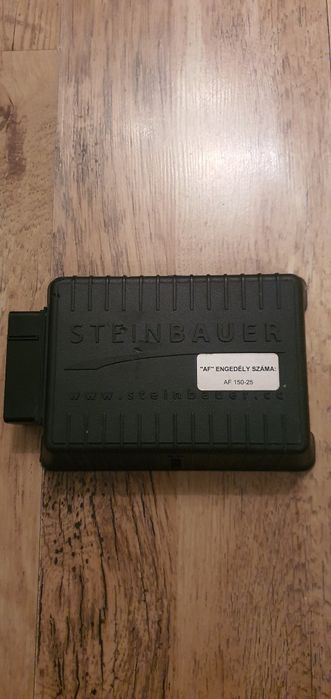 STEINBAUER
"AF" ENGEDÉLY SZÁMA:
AF 150-25
www.steinbauer.cc